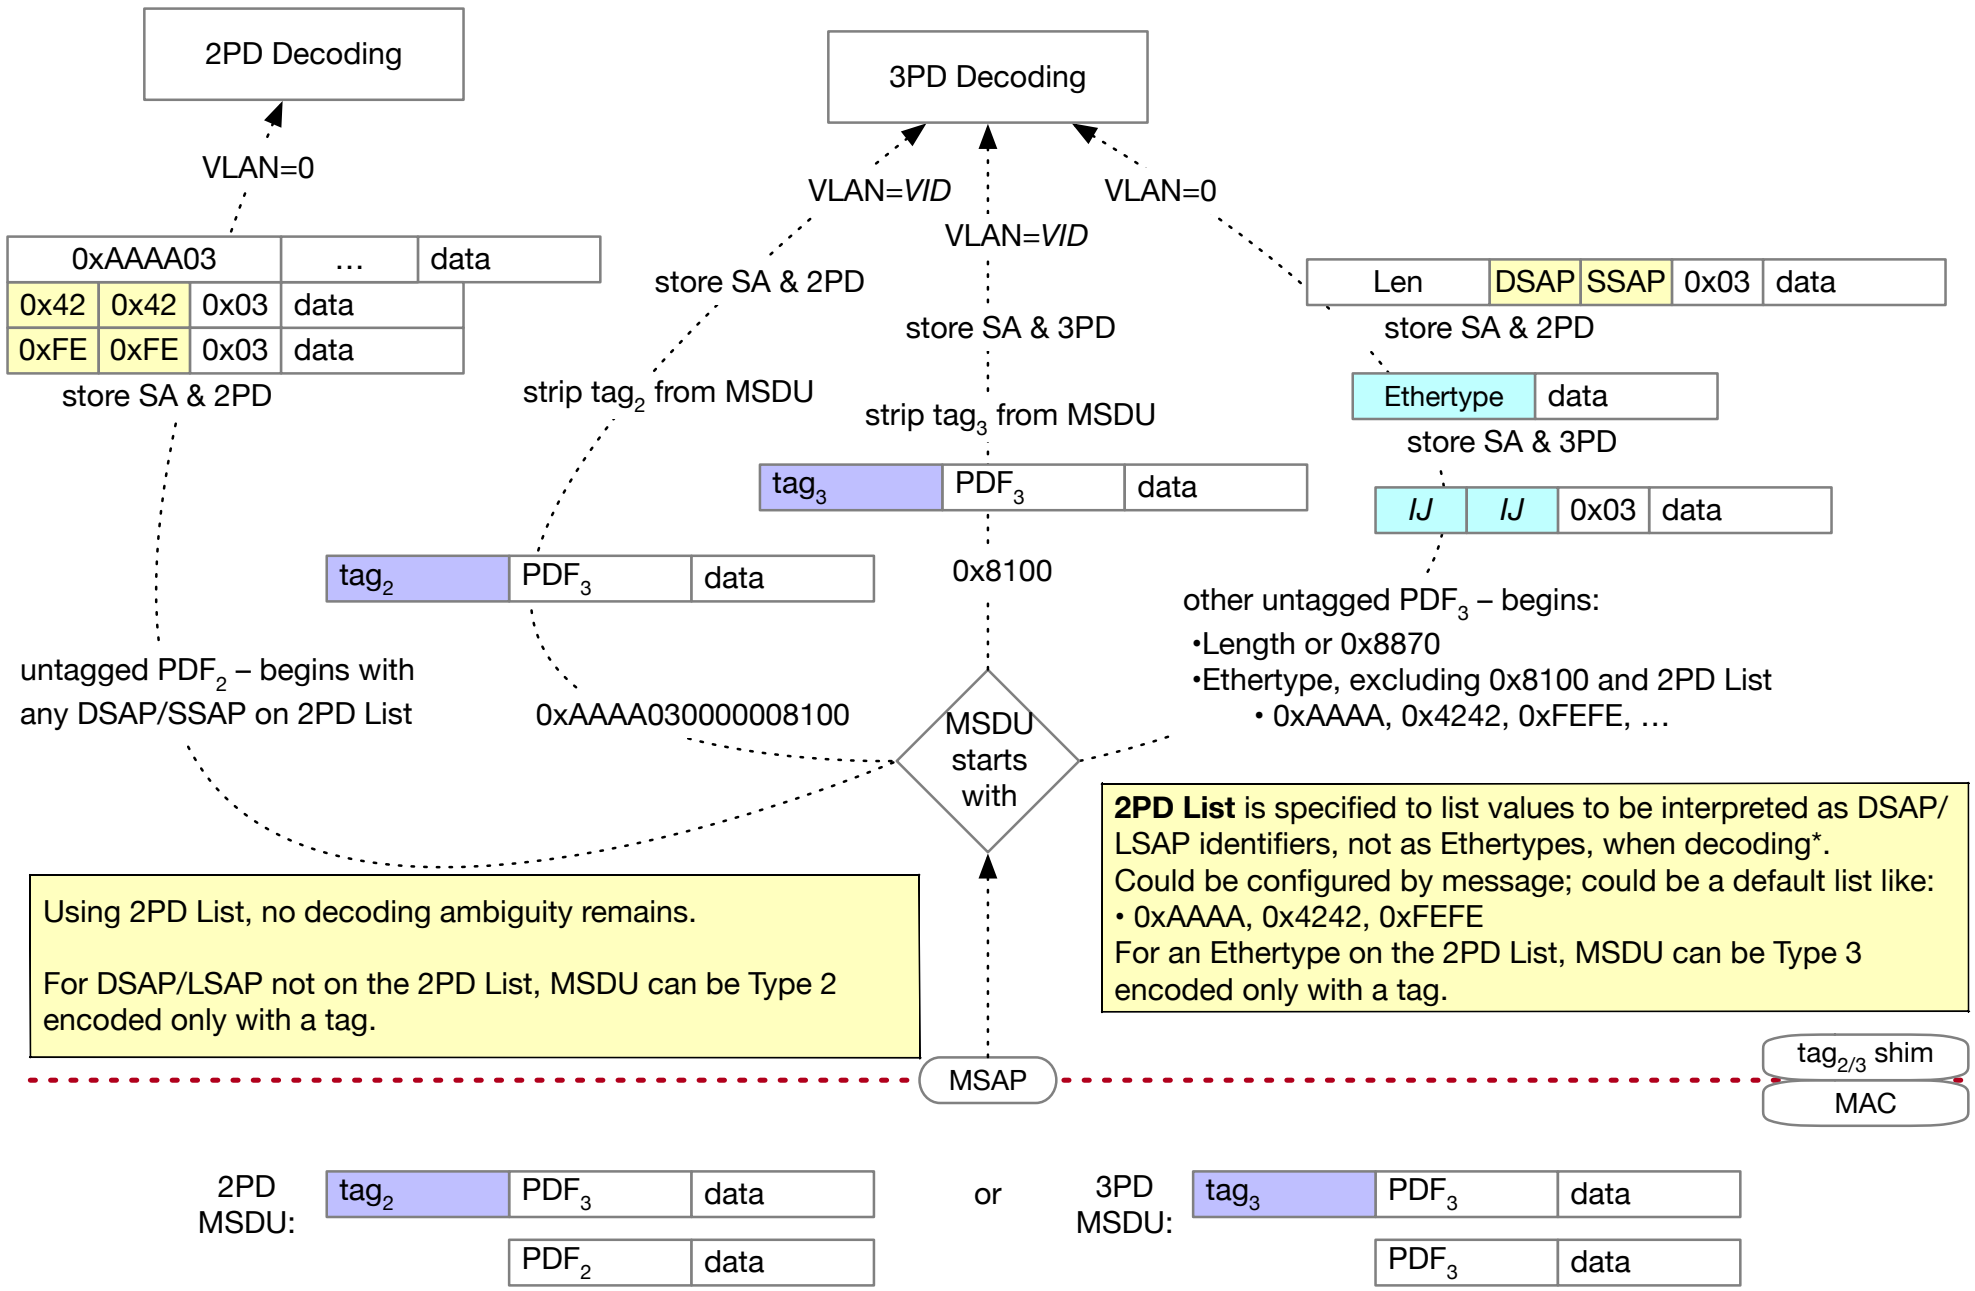 2PD Decoding
3PD Decoding
VLAN=0
VLAN=VID
VLAN=0
VLAN=VID
0xAAAA03 … data
0x42 0x42 0x03 data
0xFE 0xFE 0x03 data
store SA & 2PD
store SA & 2PD
store SA & 3PD
Len DSAP SSAP 0x03 data
store SA & 2PD
strip tag2 from MSDU
strip tag3 from MSDU
Ethertype data
store SA & 3PD
tag3 PDF3 data
IJ IJ 0x03 data
tag2 PDF3 data
0x8100
other untagged PDF3 – begins:
•Length or 0x8870
•Ethertype, excluding 0x8100 and 2PD List
• 0xAAAA, 0x4242, 0xFEFE, …
untagged PDF2 – begins with
any DSAP/SSAP on 2PD List
0xAAAA030000008100
MSDU
starts
with
2PD List is specified to list values to be interpreted as DSAP/
LSAP identifiers, not as Ethertypes, when decoding*.
Could be configured by message; could be a default list like:
• 0xAAAA, 0x4242, 0xFEFE
For an Ethertype on the 2PD List, MSDU can be Type 3
encoded only with a tag.
Using 2PD List, no decoding ambiguity remains.
For DSAP/LSAP not on the 2PD List, MSDU can be Type 2
encoded only with a tag.
MSAP
tag2/3 shim
MAC
2PD
MSDU:
tag2 PDF3 data
PDF2 data
or
3PD
MSDU:
tag3 PDF3 data
PDF3 data